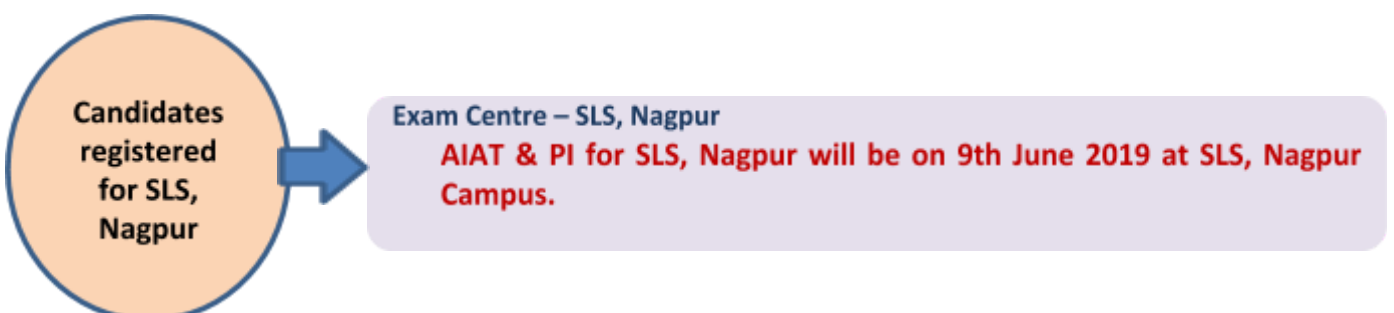 Candidates
registered
for SLS,
Nagpur
Exam Centre – SLS, Nagpur
AIAT & PI for SLS, Nagpur will be on 9th June 2019 at SLS, Nagpur
Campus.